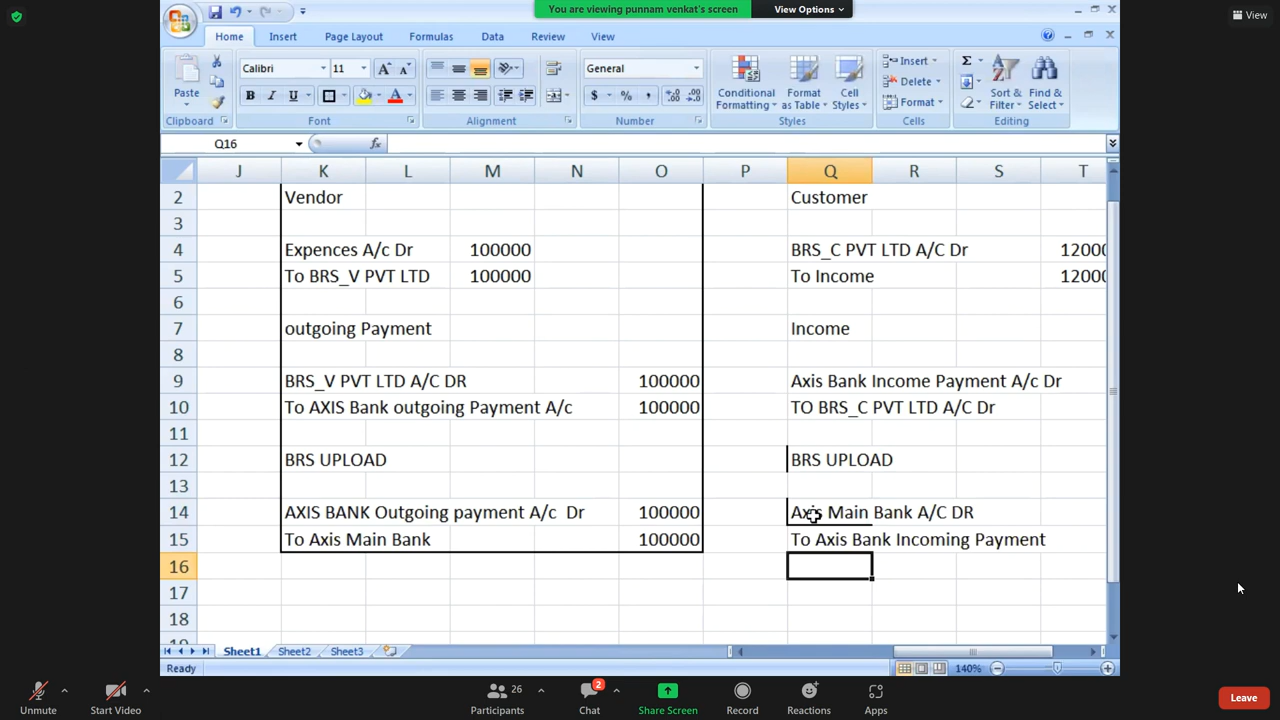 You are viewing punnam venkat's screen
View Options
View
Home Insert Page Layout Formulas Data Review View
Paste
Calibri 11
General
Conditional Formatting
Format as Table
Cell Styles
Insert
Delete
Format
Sort & Filter
Find & Select
Clipboard Font Alignment Number Styles Cells Editing
Q16 fx
J K L M N O P Q R S T
2 Vendor Customer
3
4 Expences A/c Dr 100000 BRS_C PVT LTD A/C Dr 12000
5 To BRS_V PVT LTD 100000 To Income 12000
6
7 outgoing Payment Income
8
9 BRS_V PVT LTD A/C DR 100000 Axis Bank Income Payment A/c Dr
10 To AXIS Bank outgoing Payment A/c 100000 TO BRS_C PVT LTD A/C Dr
11
12 BRS UPLOAD BRS UPLOAD
13
14 AXIS BANK Outgoing payment A/c Dr 100000 Axis Main Bank A/C DR
15 To Axis Main Bank 100000 To Axis Bank Incoming Payment
16
17
18
Sheet1 Sheet2 Sheet3
Ready 140%
Unmute Start Video Participants 26 Chat 2 Share Screen Record Reactions Apps Leave